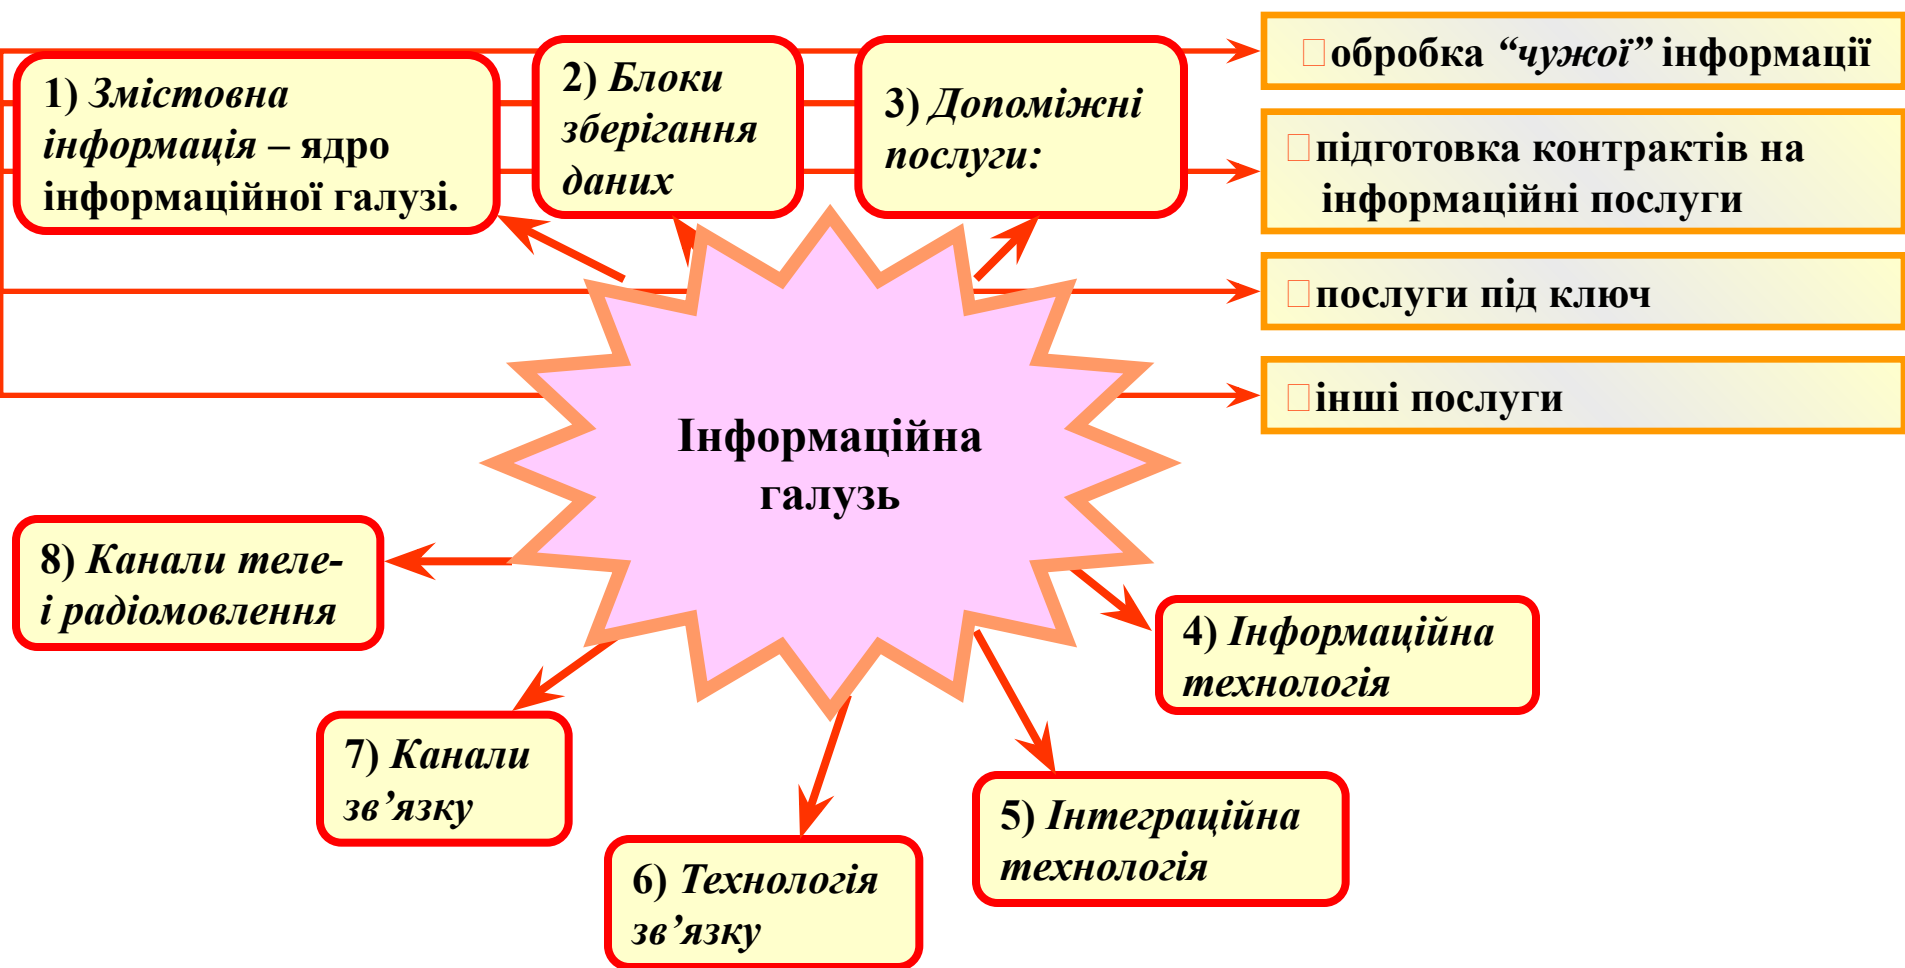 1) Змістовна
інформація – ядро
інформаційної галузі.
2) Блоки
зберігання
даних
3) Допоміжні
послуги:
обробка “чужої” інформації
підготовка контрактів на
інформаційні послуги
послуги під ключ
інші послуги
Інформаційна
галузь
4) Інформаційна
технологія
5) Інтеграційна
технологія
6) Технологія
зв’язку
7) Канали
зв’язку
8) Канали теле-
і радіомовлення